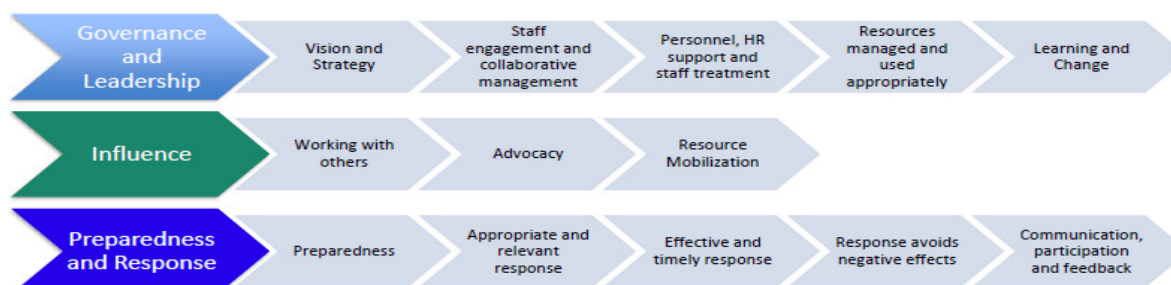 Governance
and
Leadership
Vision and
Strategy
Staff
engagement and
collaborative
management
Personnel, HR
support and
staff treatment
Resources
managed and
used
appropriately
Learning and
Change
Influence
Working with
others
Advocacy
Resource
Mobilization
Preparedness
and Response
Preparedness
Appropriate and
relevant
response
Effective and
timely response
Response avoids
negative effects
Communication,
participation
and feedback